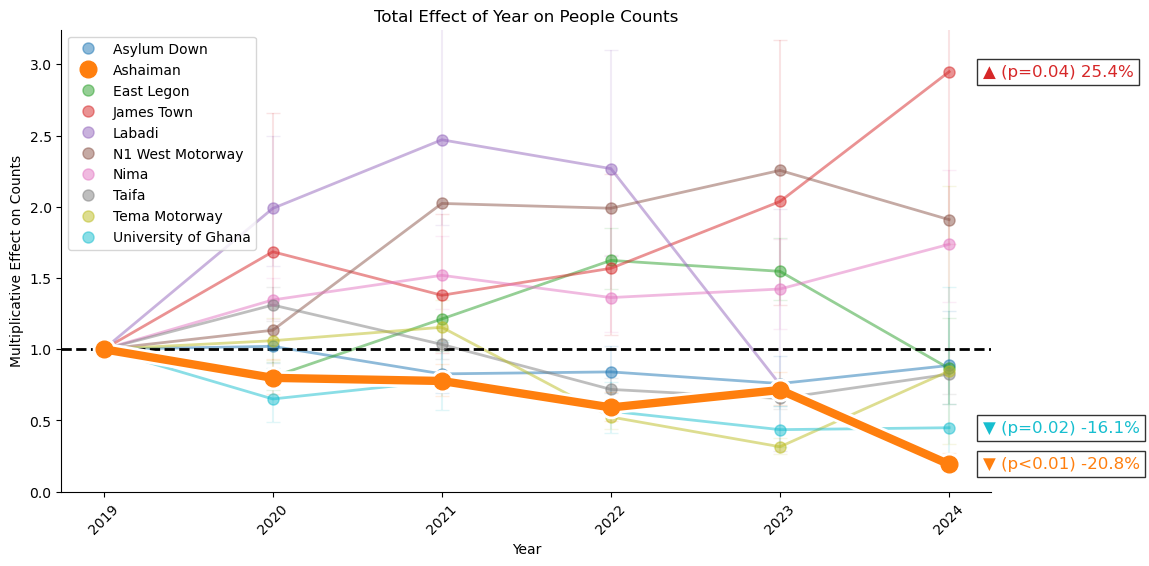 Total Effect of Year on People Counts
Asylum Down
Ashaiman
East Legon
James Town
Labadi
N1 West Motorway
Nima
Taifa
Tema Motorway
University of Ghana
▲ (p=0.04) 25.4%
▼ (p=0.02) -16.1%
▼ (p<0.01) -20.8%
Multiplicative Effect on Counts
3.0
2.5
2.0
1.5
1.0
0.5
0.0
2019
2020
2021
2022
2023
2024
Year